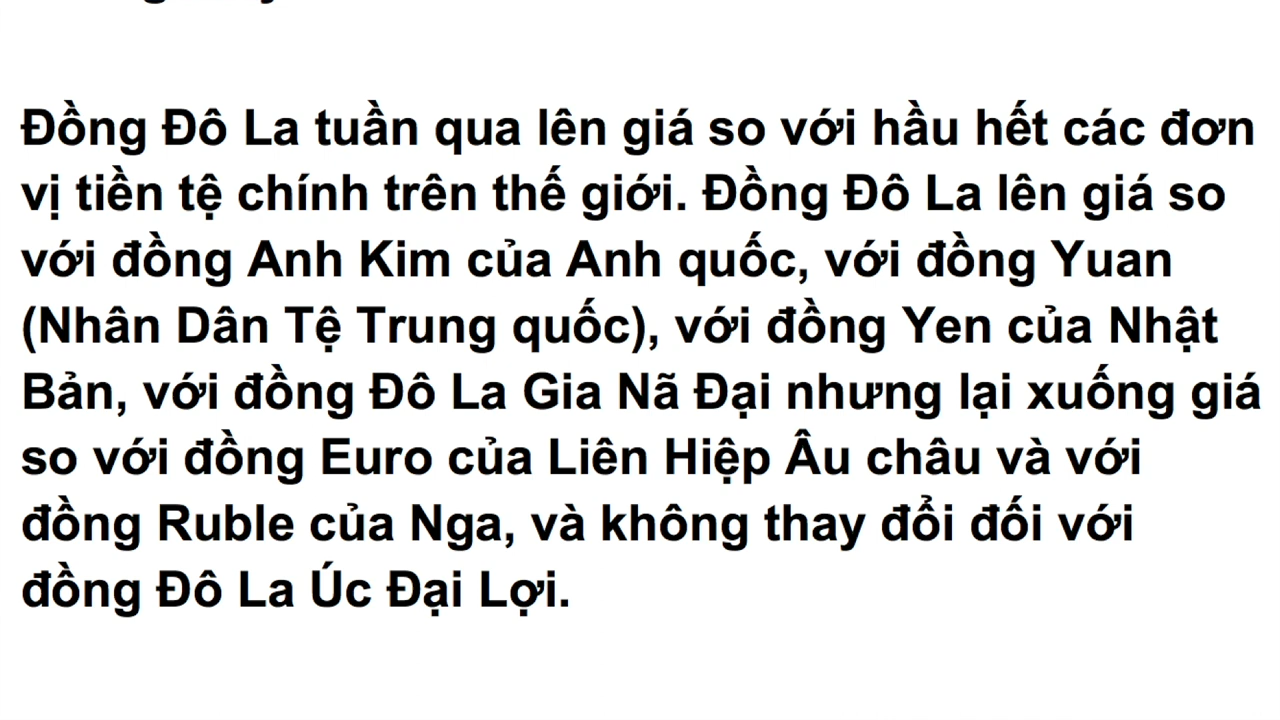 Đồng Đô La tuần qua lên giá so với hầu hết các đơn
vị tiền tệ chính trên thế giới. Đồng Đô La lên giá so
với đồng Anh Kim của Anh quốc, với đồng Yuan
(Nhân Dân Tệ Trung quốc), với đồng Yen của Nhật
Bản, với đồng Đô La Gia Nã Đại nhưng lại xuống giá
so với đồng Euro của Liên Hiệp Âu châu và với
đồng Ruble của Nga, và không thay đổi đối với
đồng Đô La Úc Đại Lợi.